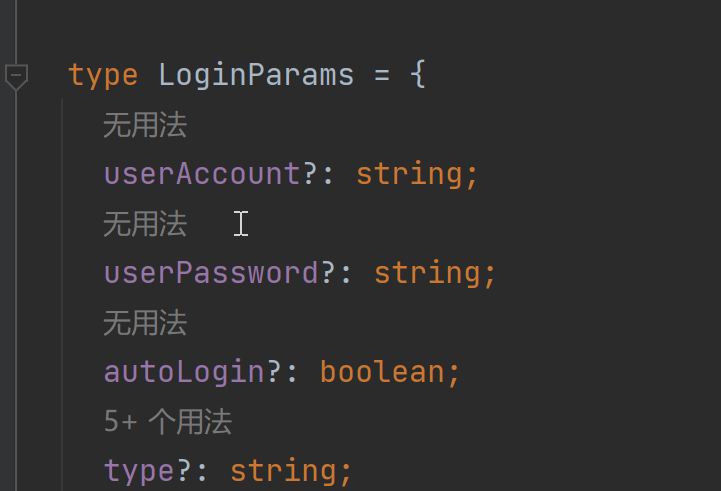 type LoginParams = {
无用法
userAccount?: string;
无用法
userPassword?: string;
无用法
autoLogin?: boolean;
5+ 个用法
type?: string;